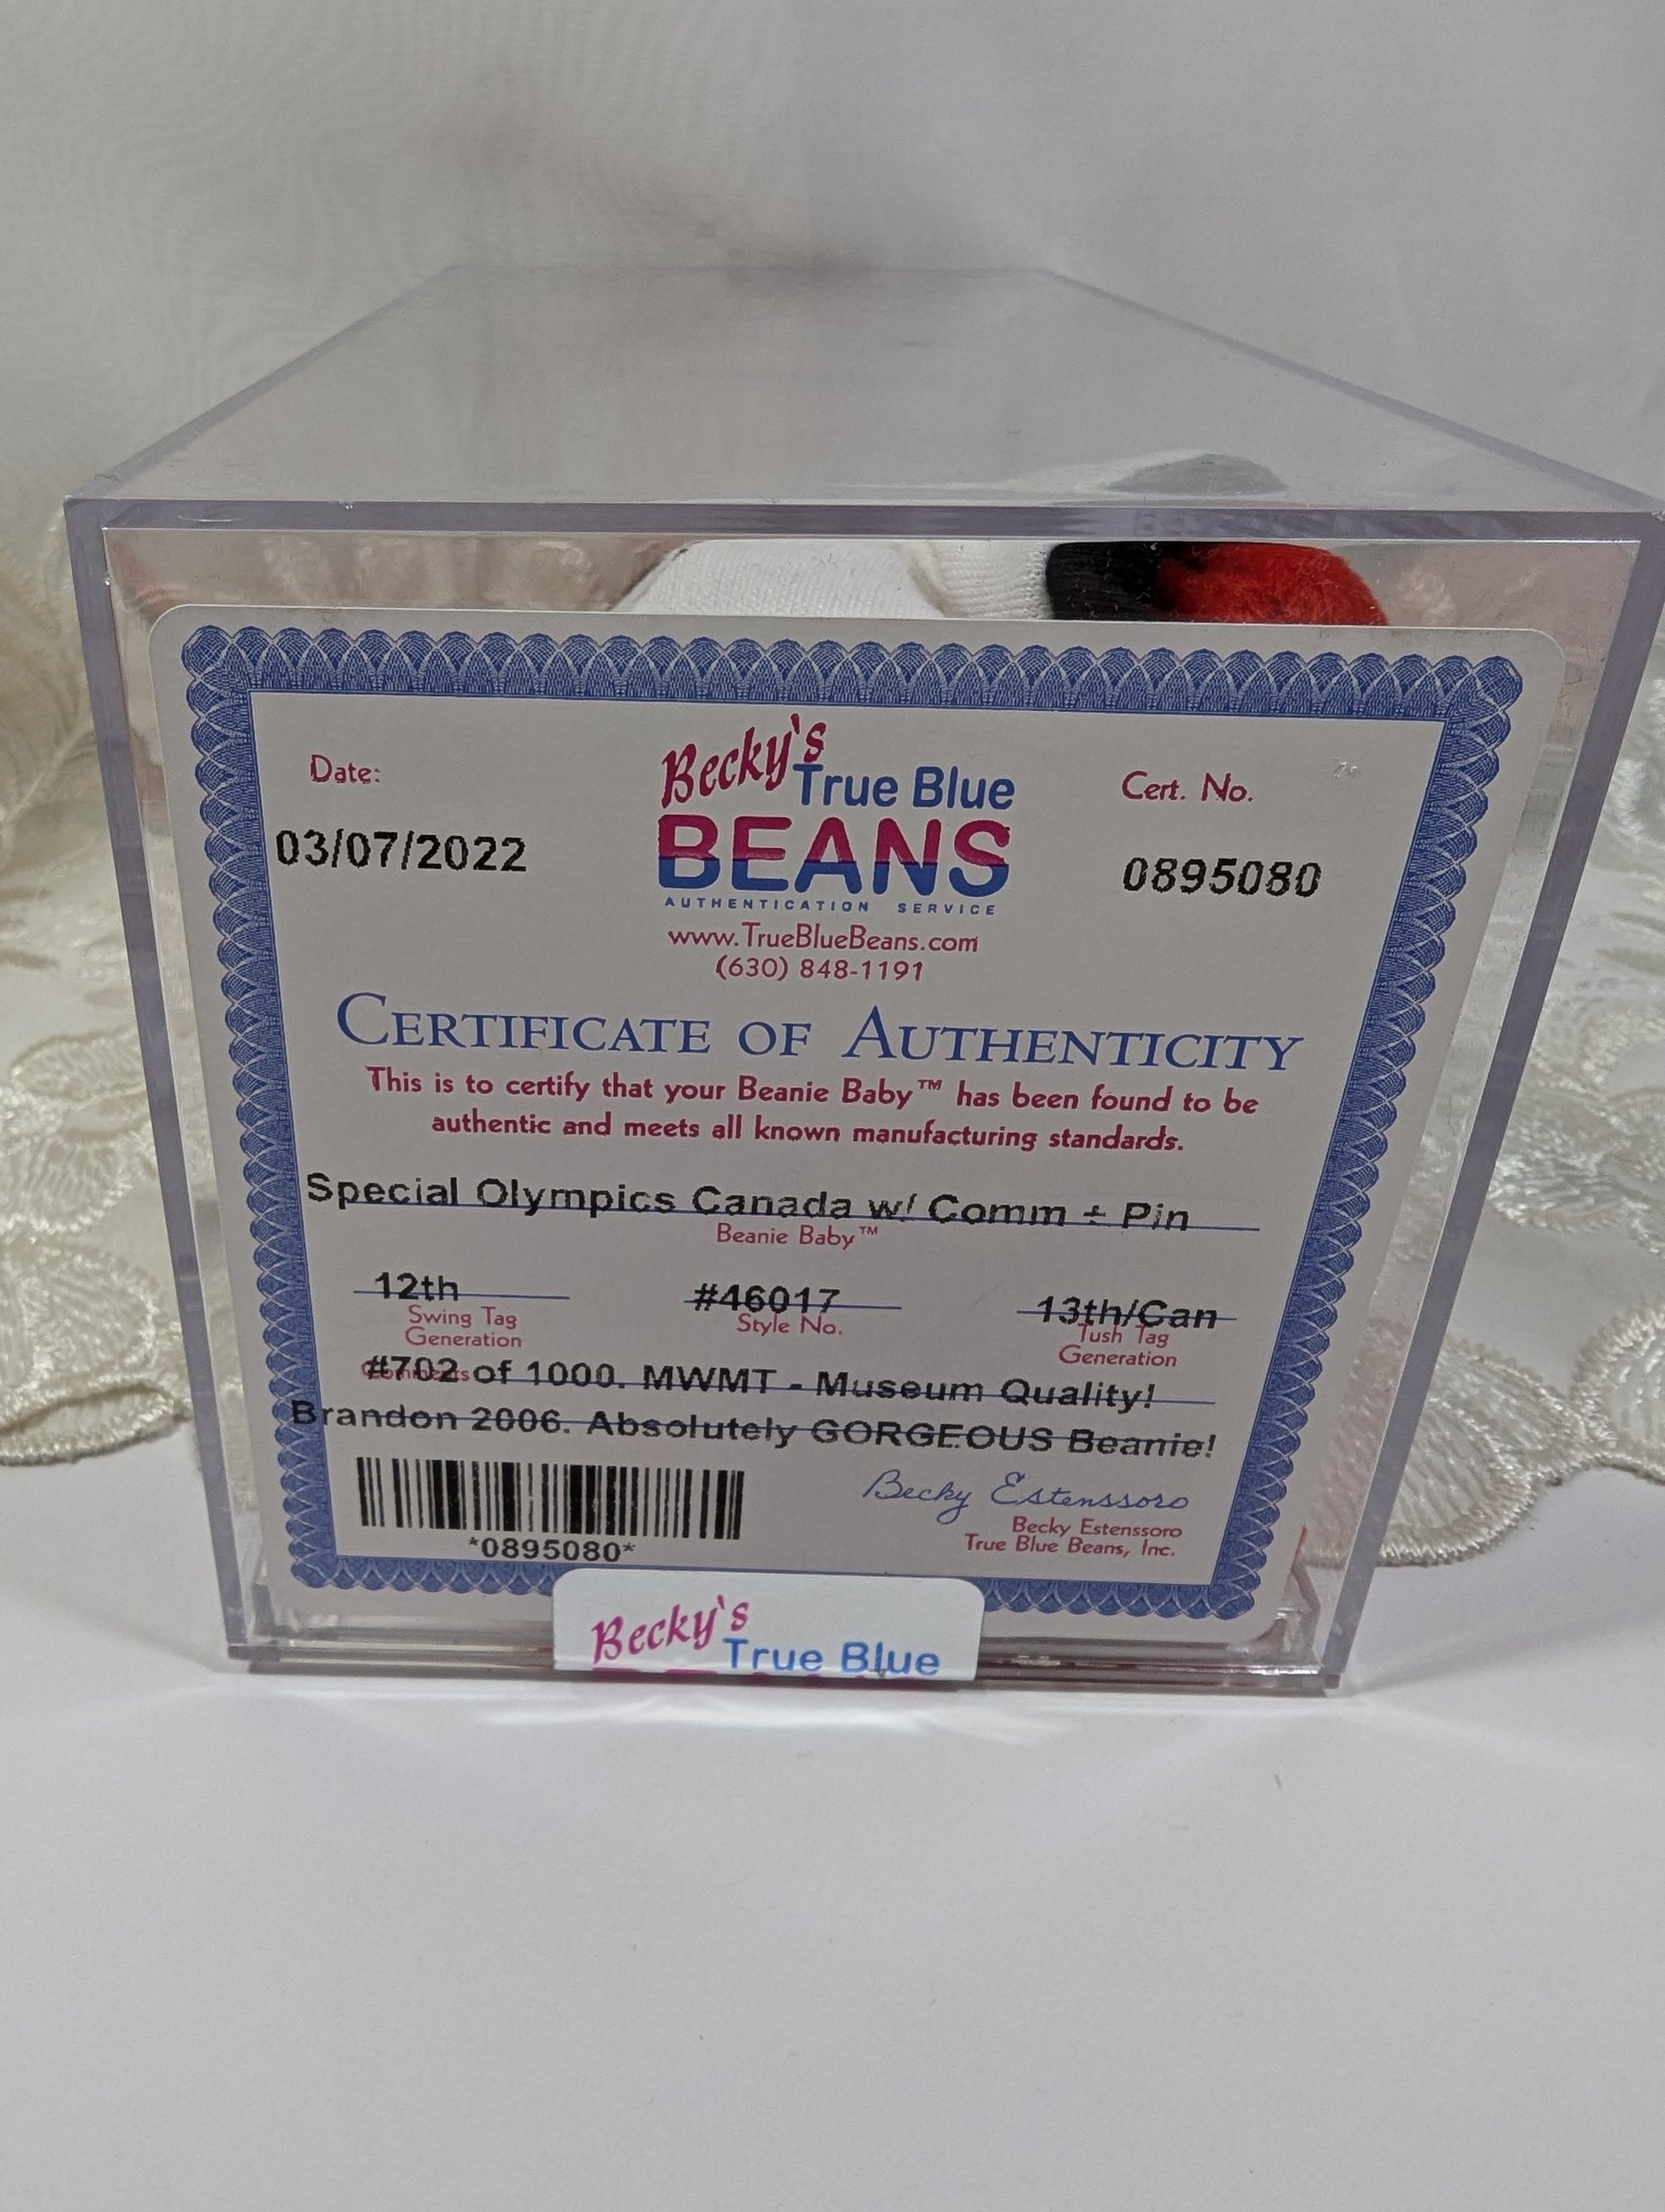 Date:
03/07/2022
Becky's
True Blue
BEANS
AUTHENTICATION SERVICE
www.TrueBlueBeans.com
(630) 848-1191
Cert. No.
0895080
CERTIFICATE OF AUTHENTICITY
This is to certify that your Beanie Baby™ has been found to be
authentic and meets all known manufacturing standards.
Special Olympics Canada w/ Comm + Pin
Beanie Baby™
12th
Swing Tag
Generation
#46017
Style No.
13th/Can
Tush Tag
Generation
Comments
#702 of 1000. MWMT - Museum Quality!
Brandon 2006. Absolutely GORGEOUS Beanie!
*0895080*
Becky Estenssoro
Becky Estenssoro
True Blue Beans, Inc.
Becky's
True Blue